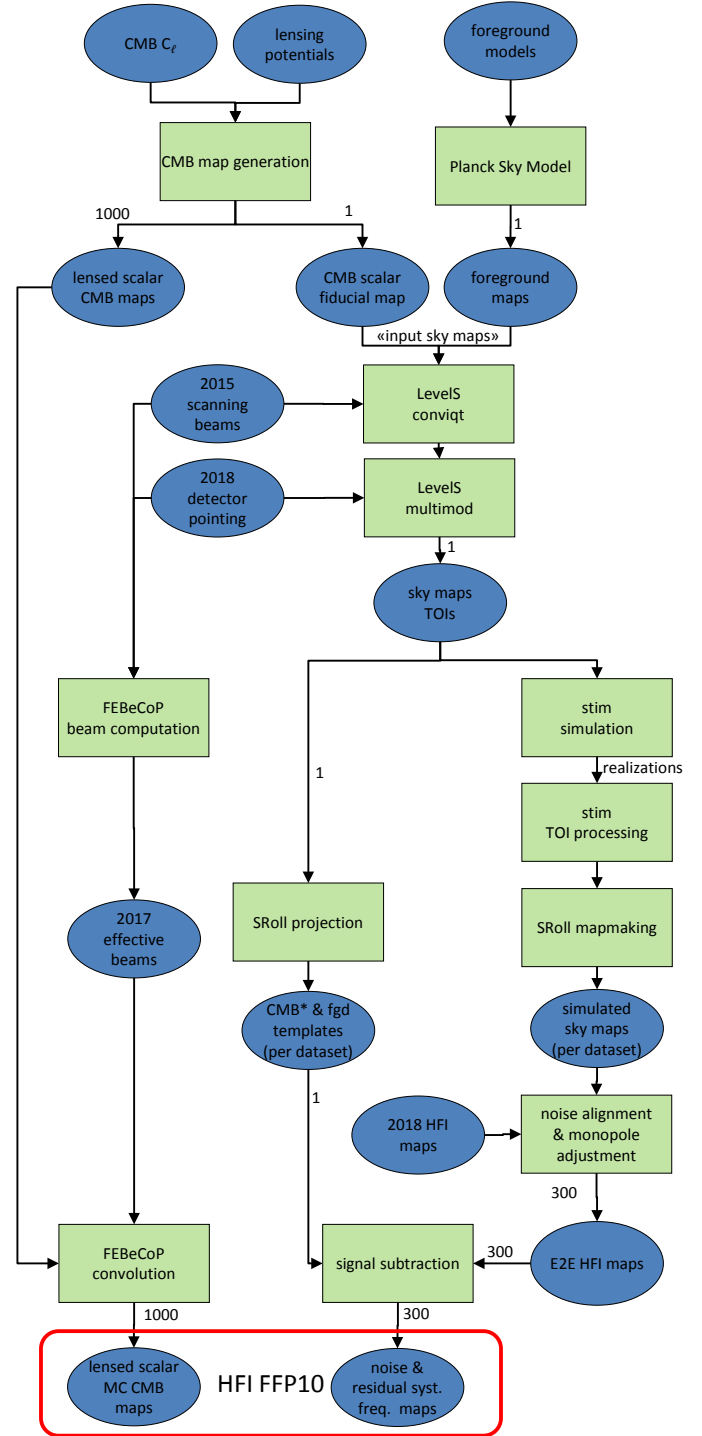 CMB Cℓ
lensing
potentials
foreground
models
CMB map generation
Planck Sky Model
1000
1
1
lensed scalar
CMB maps
CMB scalar
fiducial map
foreground
maps
«input sky maps»
2015
scanning
beams
LevelS
conviqt
2018
detector
pointing
LevelS
multimod
1
sky maps
TOIs
FEBeCoP
beam computation
stim
simulation
realizations
1
stim
TOI processing
2017
effective
beams
SRoll projection
SRoll mapmaking
CMB* & fgd
templates
(per dataset)
simulated
sky maps
(per dataset)
1
2018 HFI
maps
noise alignment
& monopole
adjustment
300
FEBeCoP
convolution
signal subtraction
300
E2E HFI maps
1000
300
lensed scalar
MC CMB
maps
HFI FFP10
noise &
residual syst.
freq. maps